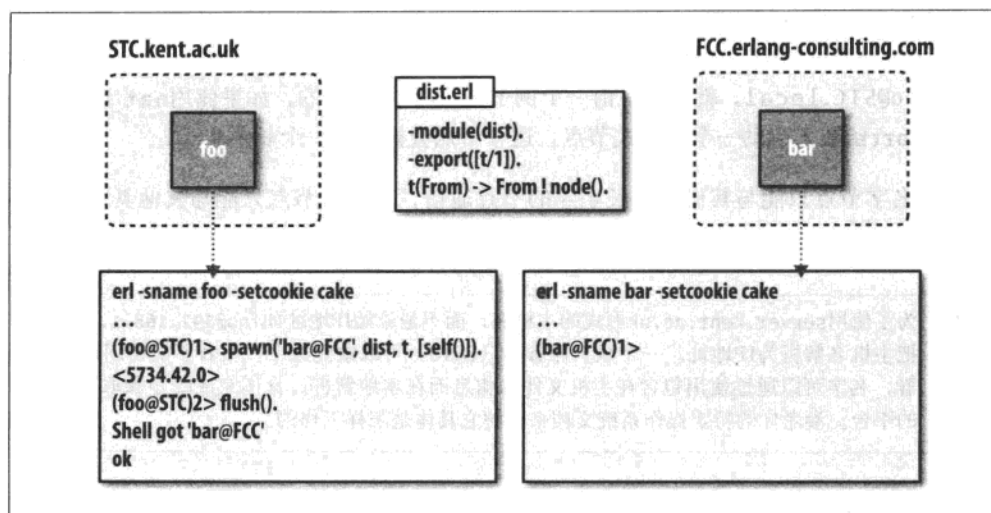 STC.kent.ac.uk
FCC.erlang-consulting.com
foo
dist.erl
-module(dist).
-export([t/1]).
t(From) -> From ! node().
bar
erl -sname foo -setcookie cake
....
(foo@STC)1> spawn('bar@FCC', dist, t, [self()]).
<5734.42.0>
(foo@STC)2> flush().
Shell got 'bar@FCC'
ok
erl -sname bar -setcookie cake
...
(bar@FCC)1>